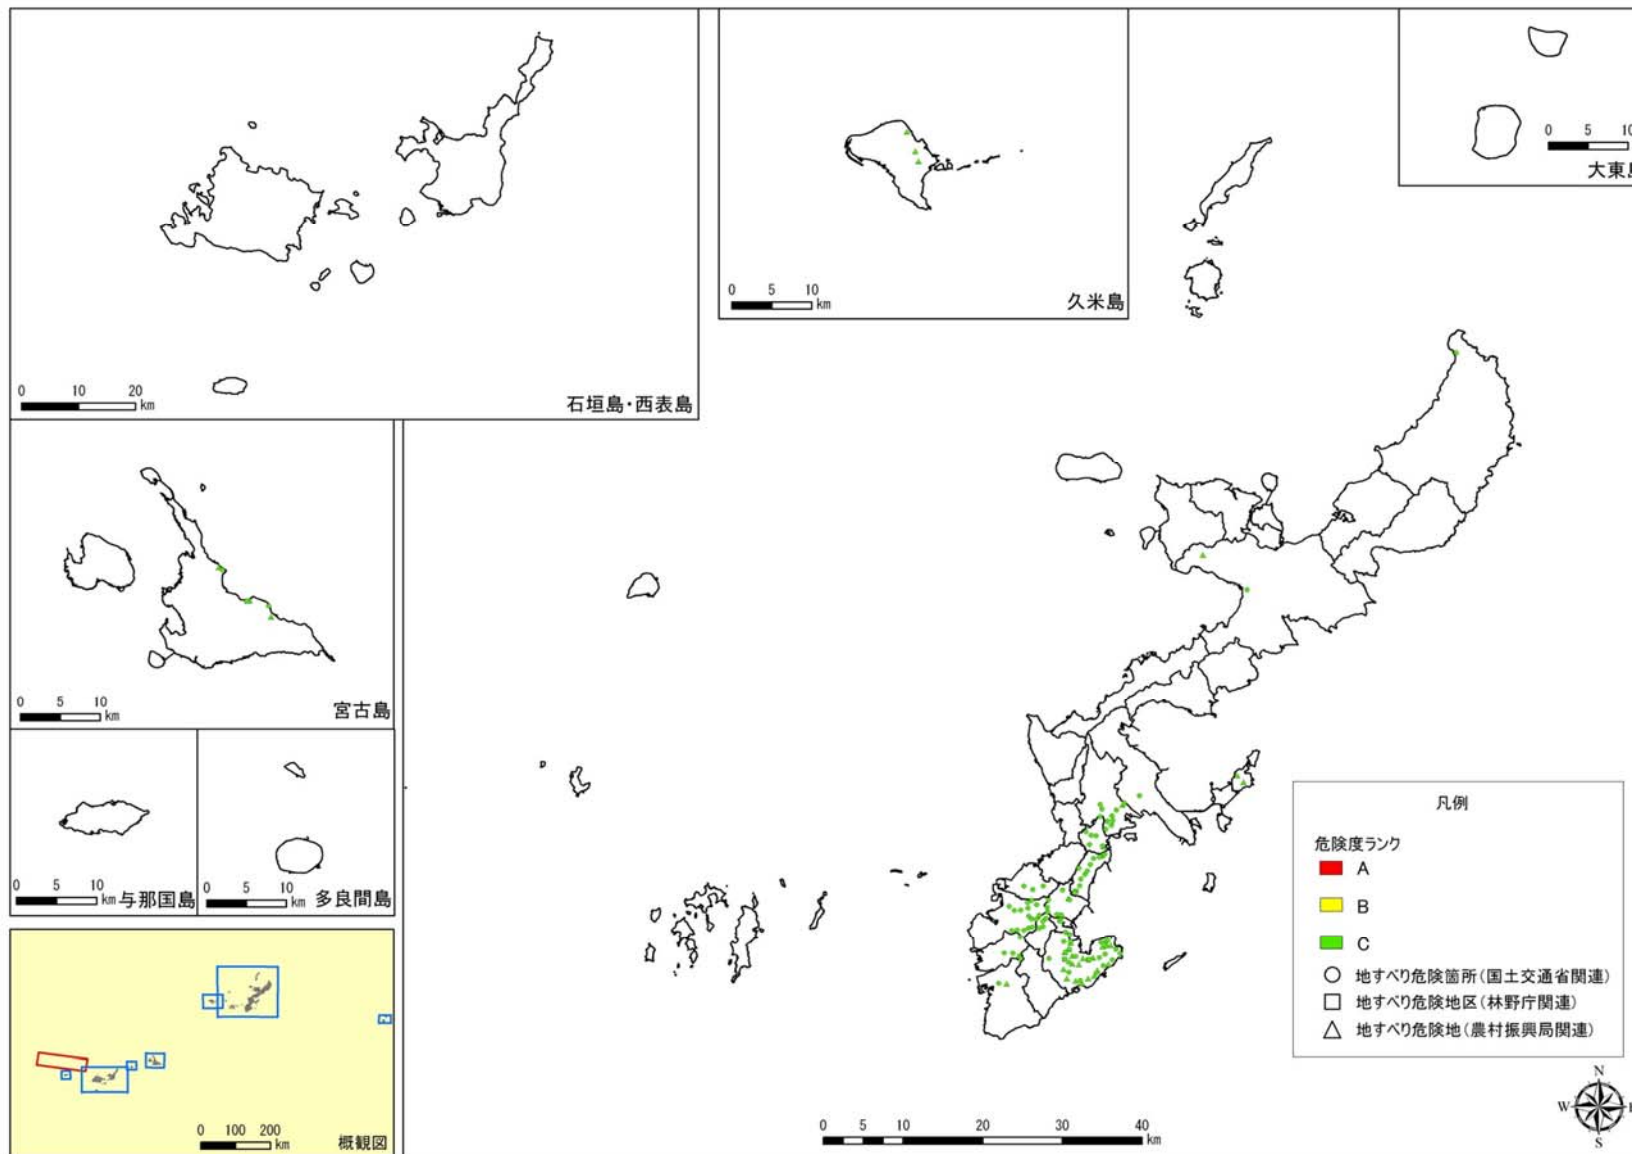 0 10 20
km
石垣島・西表島
0 5 10
km
久米島
0 5 10
大東
0 5 10
km
宮古島
0 5 10
km
与那国島
0 5 10
km
多良間島
0 100 200
km
概観図
凡例
危険度ランク
A
B
C
地すべり危険箇所(国土交通省関連)
地すべり危険地区(林野庁関連)
地すべり危険地(農村振興局関連)
N
W
S
0 5 10 20 30 40
km